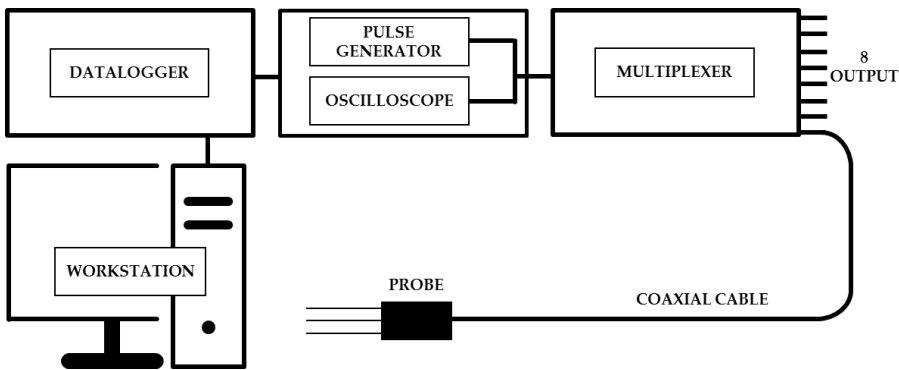 DATALOGGER
PULSE
GENERATOR
OSCILLOSCOPE
MULTIPLEXER
8
OUTPUT
WORKSTATION
PROBE
COAXIAL CABLE